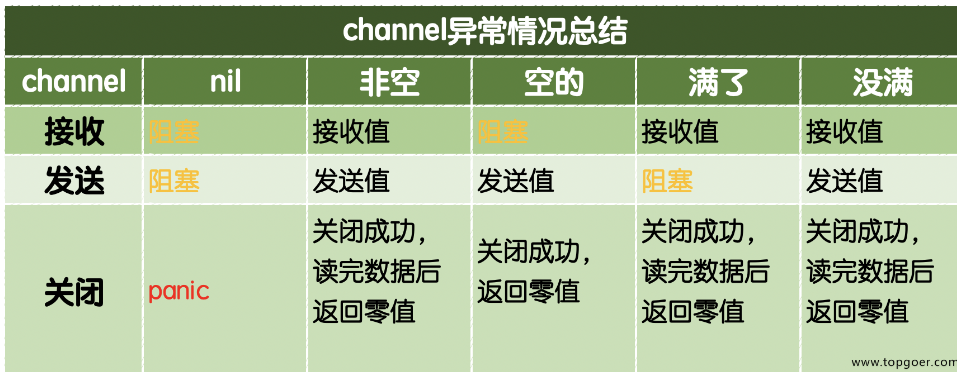 channel异常情况总结
channel nil 非空 空的 满了 没满
接收 阻塞 接收值 阻塞 接收值 接收值
发送 阻塞 发送值 发送值 阻塞 发送值
关闭 panic 关闭成功，读完数据后返回零值 关闭成功，返回零值 关闭成功，读完数据后返回零值 关闭成功，读完数据后返回零值
www.topgoer.com